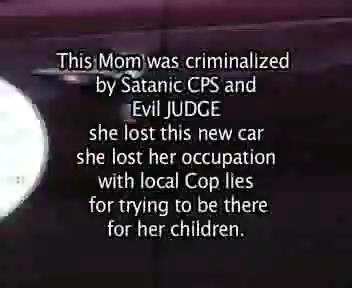 This Mom was criminalized
by Satanic CPS and
Evil JUDGE
she lost this new car
she lost her occupation
with local Cop lies
for trying to be there
for her children.